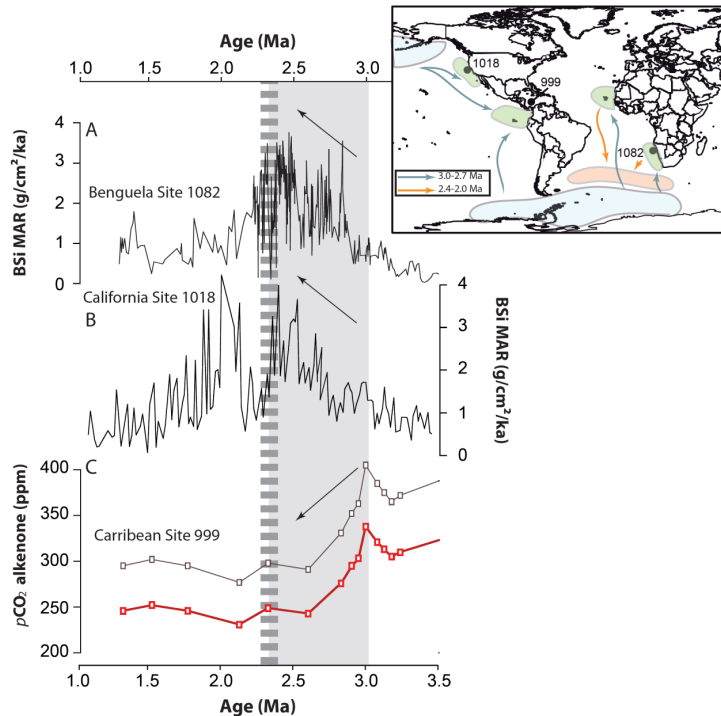 Age (Ma)
1.0 1.5 2.0 2.5 3.0
A
BSi MAR (g/cm²/ka)
4
3
2
1
0
Benguela Site 1082
1018
999
1082
3.0-2.7 Ma
2.4-2.0 Ma
California Site 1018
B
BSi MAR (g/cm²/ka)
4
3
2
1
0
C
pCO₂ alkenone (ppm)
400
350
300
250
200
Carribean Site 999
1.0 1.5 2.0 2.5 3.0 3.5
Age (Ma)